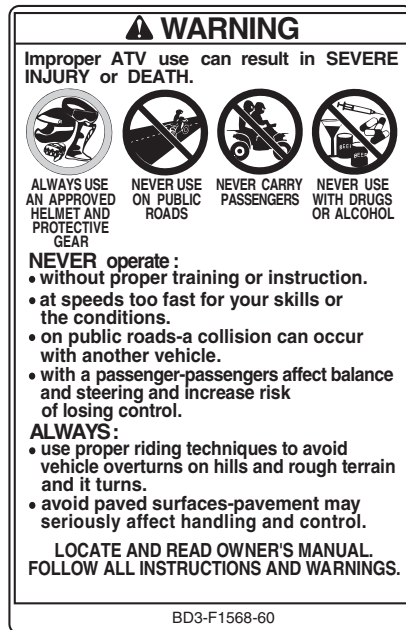 WARNING
Improper ATV use can result in SEVERE
INJURY or DEATH.
ALWAYS USE
AN APPROVED
HELMET AND
PROTECTIVE
GEAR
NEVER USE
ON PUBLIC
ROADS
NEVER CARRY
PASSENGERS
NEVER USE
WITH DRUGS
OR ALCOHOL
BEER
BEER
NEVER operate :
• without proper training or instruction.
• at speeds too fast for your skills or
the conditions.
• on public roads-a collision can occur
with another vehicle.
• with a passenger-passengers affect balance
and steering and increase risk
of losing control.
ALWAYS :
• use proper riding techniques to avoid
vehicle overturns on hills and rough terrain
and it turns.
• avoid paved surfaces-pavement may
seriously affect handling and control.
LOCATE AND READ OWNER'S MANUAL.
FOLLOW ALL INSTRUCTIONS AND WARNINGS.
BD3-F1568-60